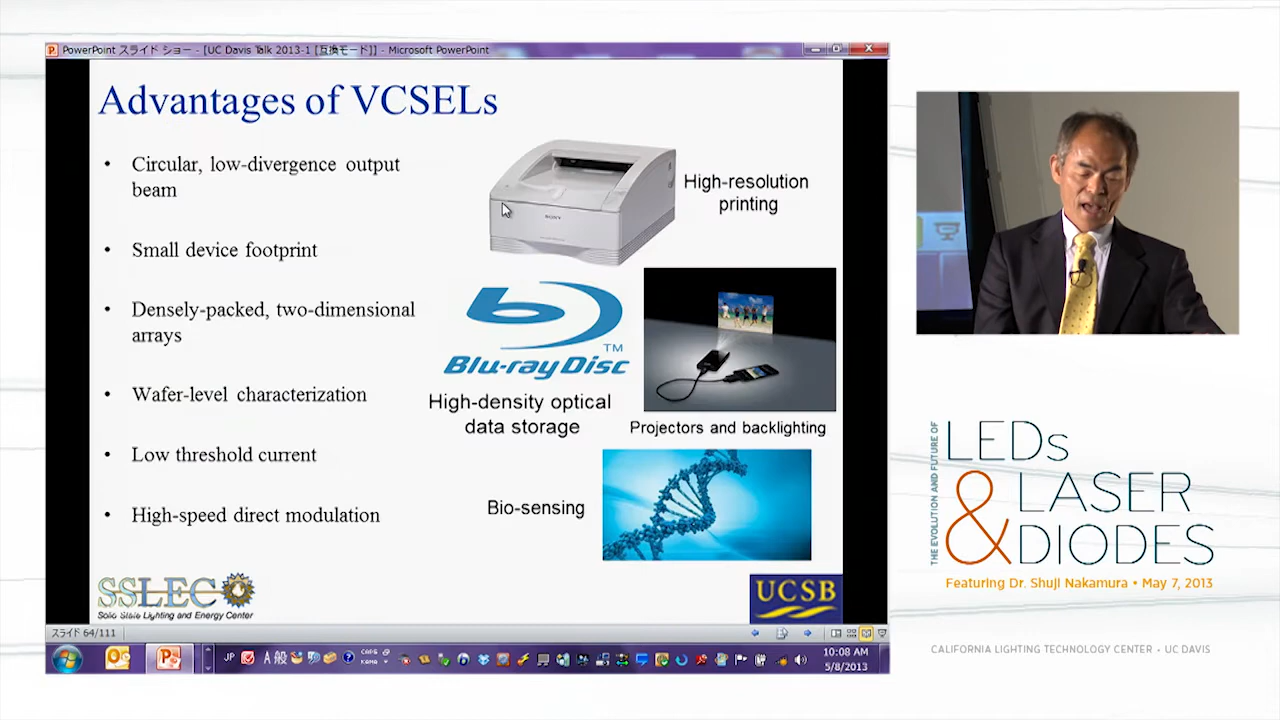 PowerPoint スライド ショー - [UC Davis Talk 2013-1 [互換モード]] - Microsoft PowerPoint
Advantages of VCSELs
• Circular, low-divergence output
beam
• Small device footprint
• Densely-packed, two-dimensional
arrays
• Wafer-level characterization
• Low threshold current
• High-speed direct modulation
SONY
High-resolution
printing
Blu-ray Disc
TM
High-density optical
data storage
Projectors and backlighting
Bio-sensing
SSLEC
Solid State Lighting and Energy Center
UCSB
スライド 64/111
JP
A 般
CAPS
KANA
10:08 AM
5/8/2013
THE EVOLUTION AND FUTURE OF
LEDs
& LASER
DIODES
Featuring Dr. Shuji Nakamura • May 7, 2013
CALIFORNIA LIGHTING TECHNOLOGY CENTER • UC DAVIS